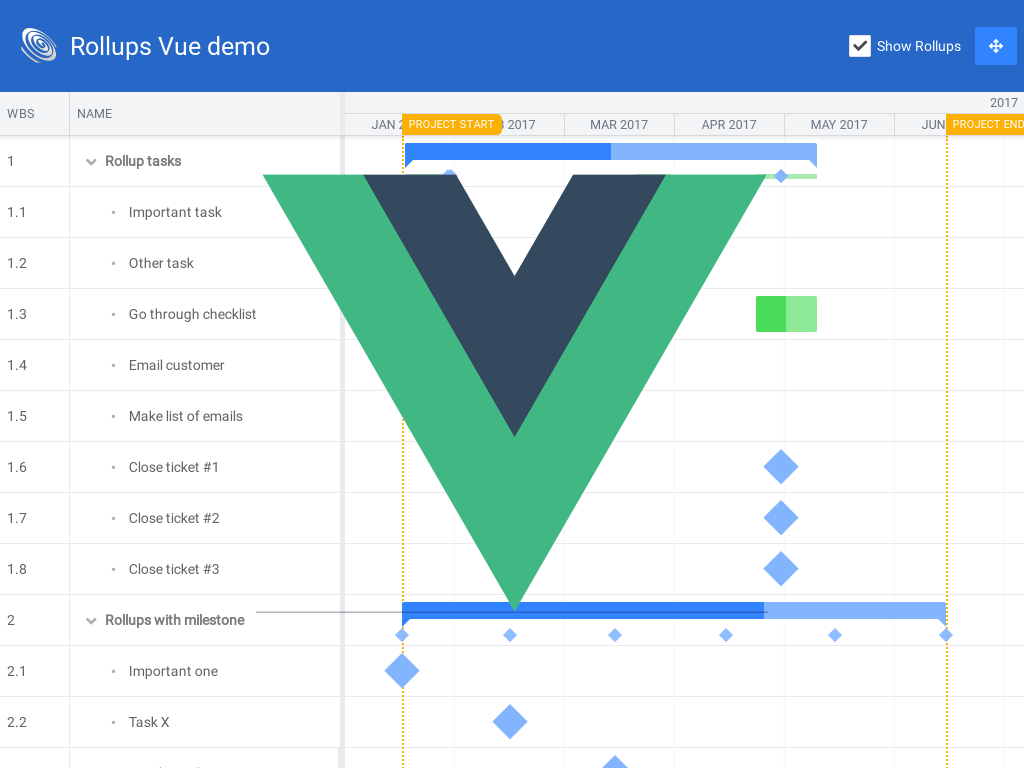 Rollups Vue demo
Show Rollups
WBS
NAME
2017
JAN 2
PROJECT START
3 2017
MAR 2017
APR 2017
MAY 2017
JUN
PROJECT END
1
Rollup tasks
1.1
Important task
1.2
Other task
1.3
Go through checklist
1.4
Email customer
1.5
Make list of emails
1.6
Close ticket #1
1.7
Close ticket #2
1.8
Close ticket #3
2
Rollups with milestone
2.1
Important one
2.2
Task X